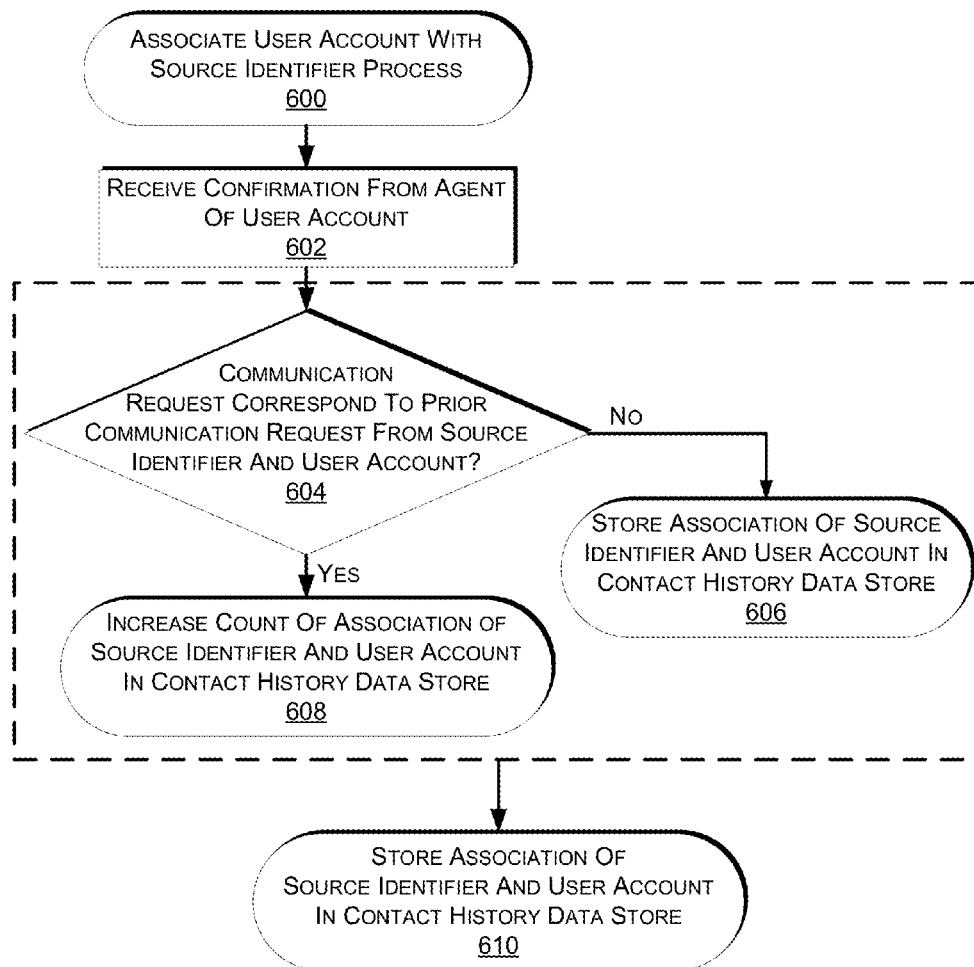 ASSOCIATE USER ACCOUNT WITH
SOURCE IDENTIFIER PROCESS
600
RECEIVE CONFIRMATION FROM AGENT
OF USER ACCOUNT
602
COMMUNICATION
REQUEST CORRESPOND TO PRIOR
COMMUNICATION REQUEST FROM SOURCE
IDENTIFIER AND USER ACCOUNT?
604
NO
STORE ASSOCIATION OF SOURCE
IDENTIFIER AND USER ACCOUNT IN
CONTACT HISTORY DATA STORE
606
YES
INCREASE COUNT OF ASSOCIATION OF
SOURCE IDENTIFIER AND USER ACCOUNT
IN CONTACT HISTORY DATA STORE
608
STORE ASSOCIATION OF
SOURCE IDENTIFIER AND USER ACCOUNT
IN CONTACT HISTORY DATA STORE
610